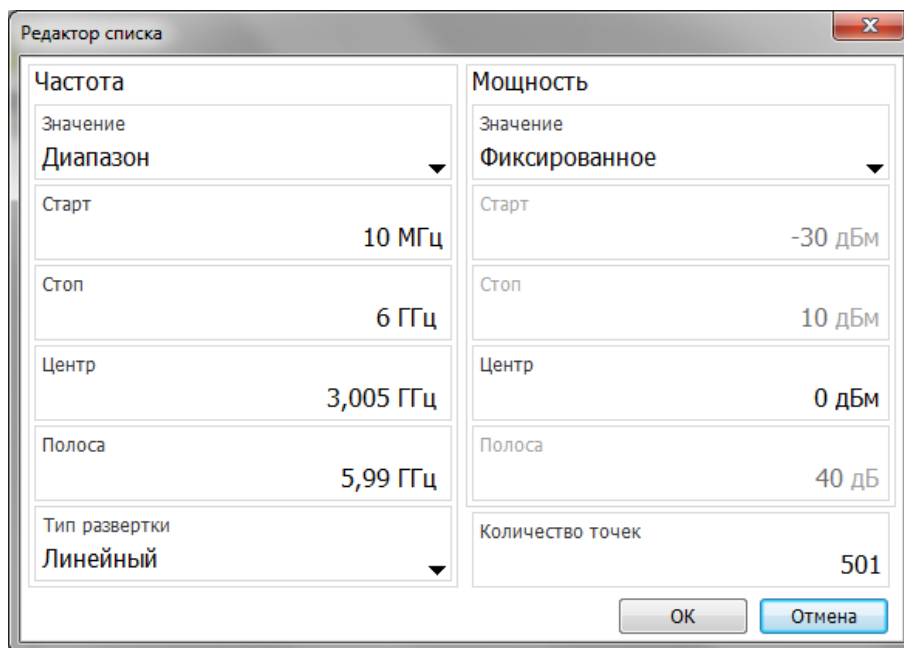 Редактор списка
Частота
Значение
Диапазон
Старт
10 МГц
Стоп
6 ГГц
Центр
3,005 ГГц
Полоса
5,99 ГГц
Тип развертки
Линейный
Мощность
Значение
Фиксированное
Старт
-30 дБм
Стоп
10 дБм
Центр
0 дБм
Полоса
40 дБ
Количество точек
501
ОК
Отмена